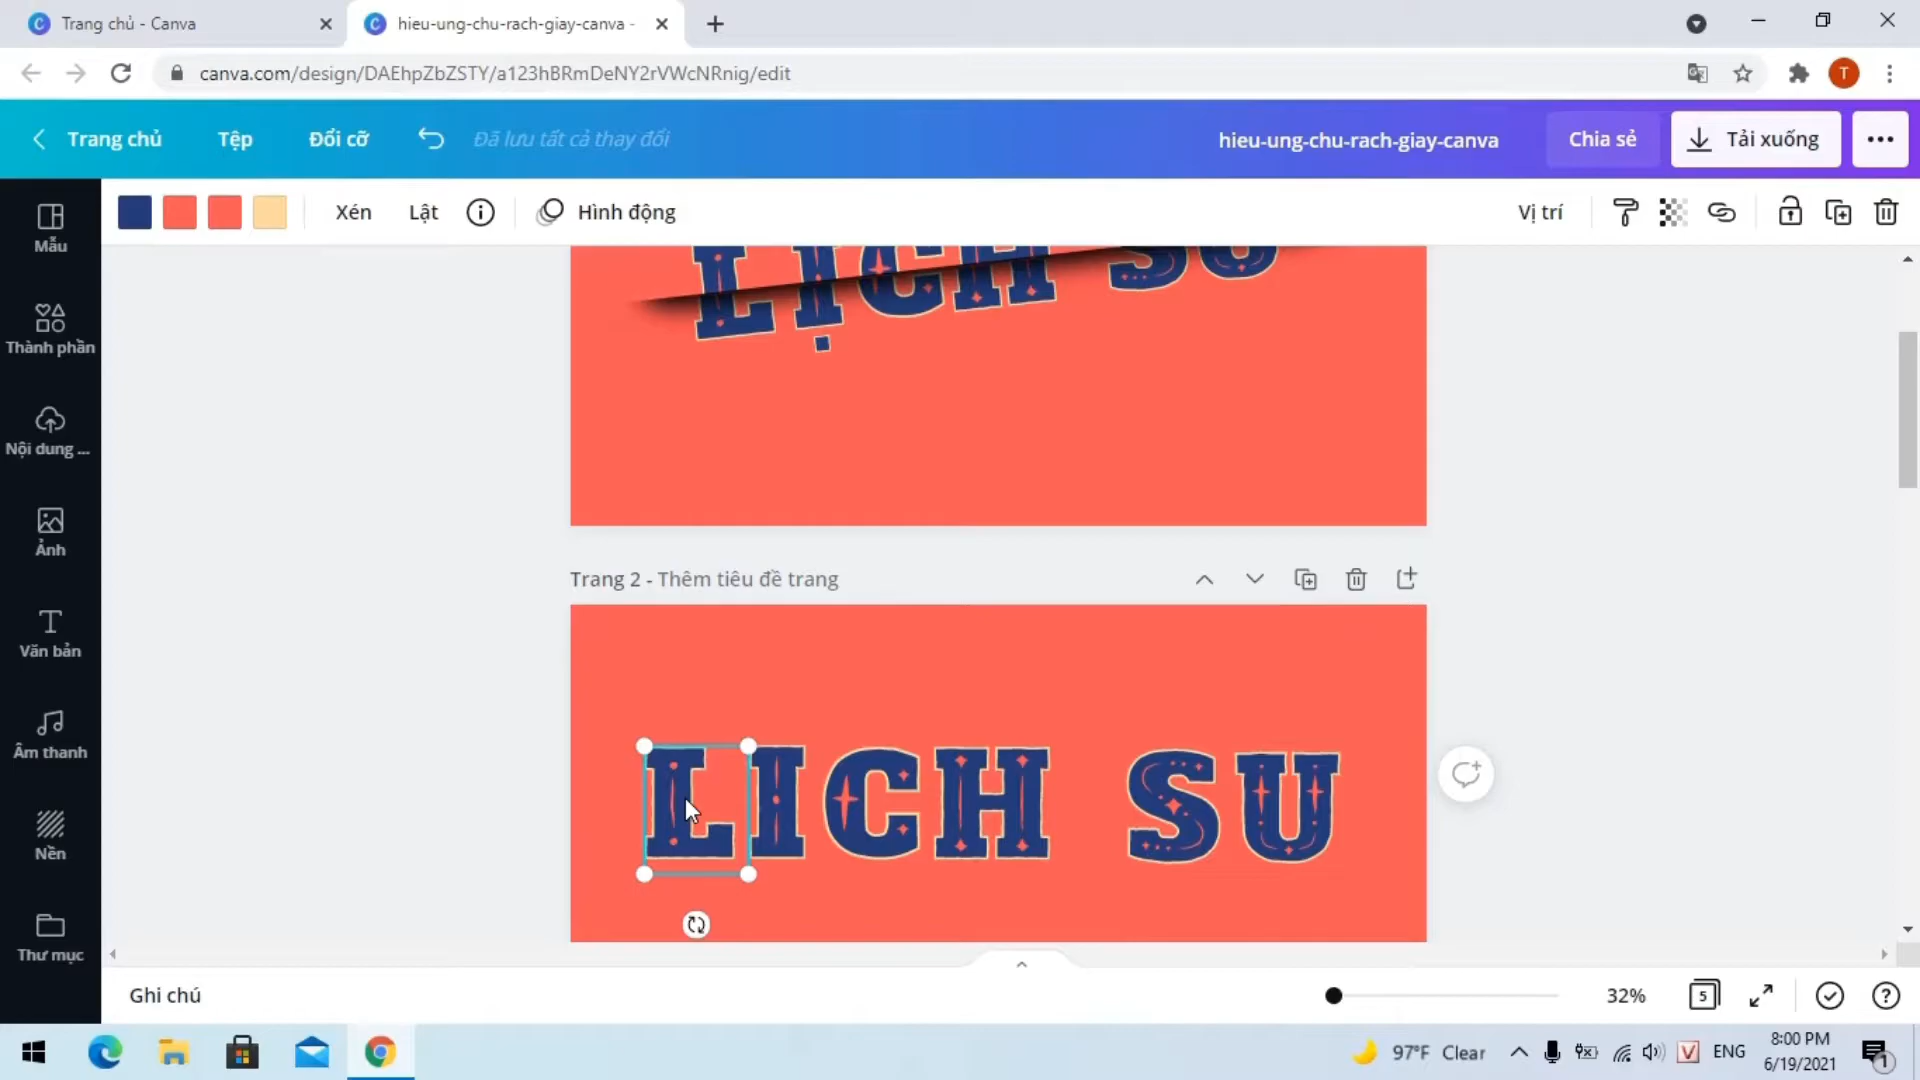 Trang chủ - Canva
hieu-ung-chu-rach-giay-canva -
canva.com/design/DAEhpZbZSTY/a123hBRmDeNY2rVWcNRnig/edit
T
Trang chủ
Tệp
Đổi cỡ
Đã lưu tất cả thay đổi
hieu-ung-chu-rach-giay-canva
Chia sẻ
Tải xuống
Xén
Lật
Hình động
Vị trí
Mẫu
Thành phần
Nội dung ...
Ảnh
Văn bản
Âm thanh
Nền
Thư mục
LỊCH SU
Trang 2 - Thêm tiêu đề trang
LICH SU
Ghi chú
32%
5
97°F Clear
V
ENG
8:00 PM
6/19/2021
1